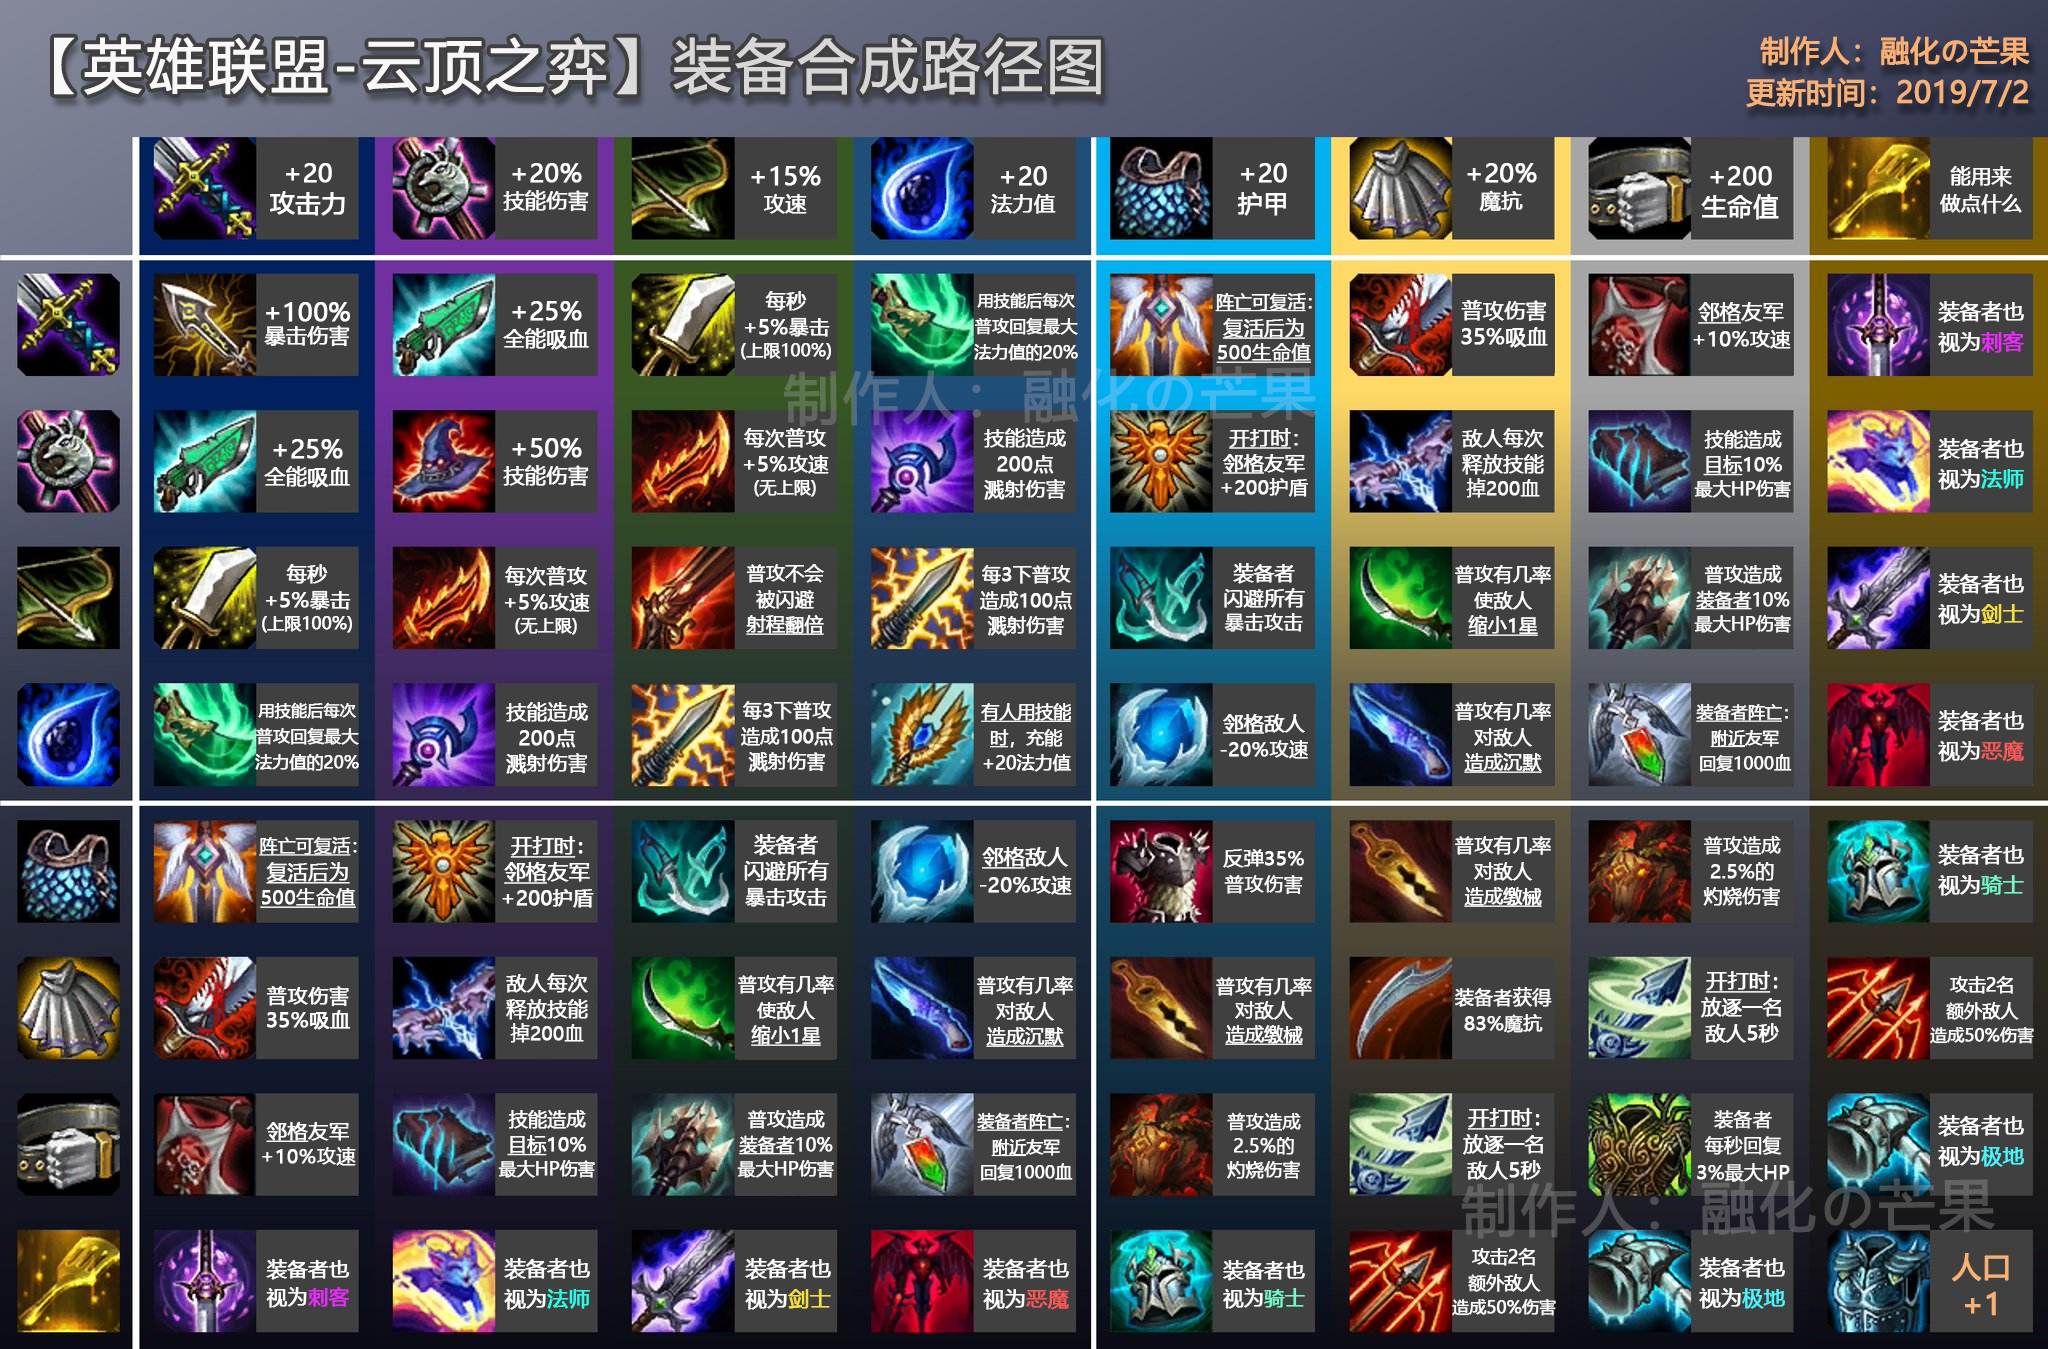 【英雄联盟-云顶之弈】装备合成路径图
制作人：融化の芒果
更新时间：2019/7/2
+20
攻击力
+20%
技能伤害
+15%
攻速
+20
法力值
+20
护甲
+20%
魔抗
+200
生命值
能用来
做点什么
+100%
暴击伤害
+25%
全能吸血
每秒
+5%暴击
(上限100%)
用技能后每次
普攻回复最大
法力值的20%
阵亡可复活：
复活后为
500生命值
普攻伤害
35%吸血
邻格友军
+10%攻速
装备者也
视为刺客
制作人：融化の芒果
+25%
全能吸血
+50%
技能伤害
每次普攻
+5%攻速
(无上限)
技能造成
200点
溅射伤害
开打时：
邻格友军
+200护盾
敌人每次
释放技能
掉200血
技能造成
目标10%
最大HP伤害
装备者也
视为法师
每秒
+5%暴击
(上限100%)
每次普攻
+5%攻速
(无上限)
普攻不会
被闪避
射程翻倍
每3下普攻
造成100点
溅射伤害
装备者
闪避所有
暴击攻击
普攻有几率
使敌人
缩小1星
普攻造成
装备者10%
最大HP伤害
装备者也
视为剑士
用技能后每次
普攻回复最大
法力值的20%
技能造成
200点
溅射伤害
每3下普攻
造成100点
溅射伤害
有人用技能
时，充能
+20法力值
邻格敌人
-20%攻速
普攻有几率
对敌人
造成沉默
装备者阵亡：
附近友军
回复1000血
装备者也
视为恶魔
阵亡可复活：
复活后为
500生命值
开打时：
邻格友军
+200护盾
装备者
闪避所有
暴击攻击
邻格敌人
-20%攻速
反弹35%
普攻伤害
普攻有几率
对敌人
造成缴械
普攻造成
2.5%的
灼烧伤害
装备者也
视为骑士
普攻伤害
35%吸血
敌人每次
释放技能
掉200血
普攻有几率
使敌人
缩小1星
普攻有几率
对敌人
造成沉默
普攻有几率
对敌人
造成缴械
装备者获得
83%魔抗
开打时：
放逐一名
敌人5秒
攻击2名
额外敌人
造成50%伤害
邻格友军
+10%攻速
技能造成
目标10%
最大HP伤害
普攻造成
装备者10%
最大HP伤害
装备者阵亡：
附近友军
回复1000血
普攻造成
2.5%的
灼烧伤害
开打时：
放逐一名
敌人5秒
装备者
每秒回复
3%最大HP
装备者也
视为极地
制作人：融化の芒果
装备者也
视为刺客
装备者也
视为法师
装备者也
视为剑士
装备者也
视为恶魔
装备者也
视为骑士
攻击2名
额外敌人
造成50%伤害
装备者也
视为极地
人口
+1